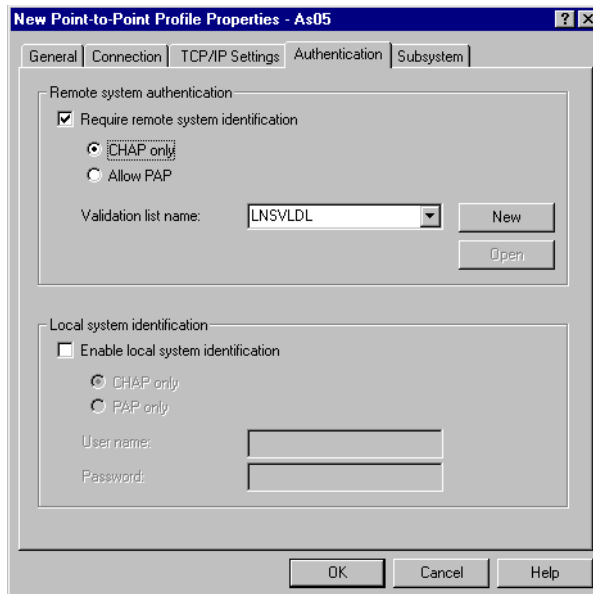 New Point-to-Point Profile Properties - As05
General Connection TCP/IP Settings Authentication Subsystem
Remote system authentication
Require remote system identification
CHAP only
Allow PAP
Validation list name: LNSVLDL New
Open
Local system identification
Enable local system identification
CHAP only
PAP only
User name:
Password:
OK Cancel Help